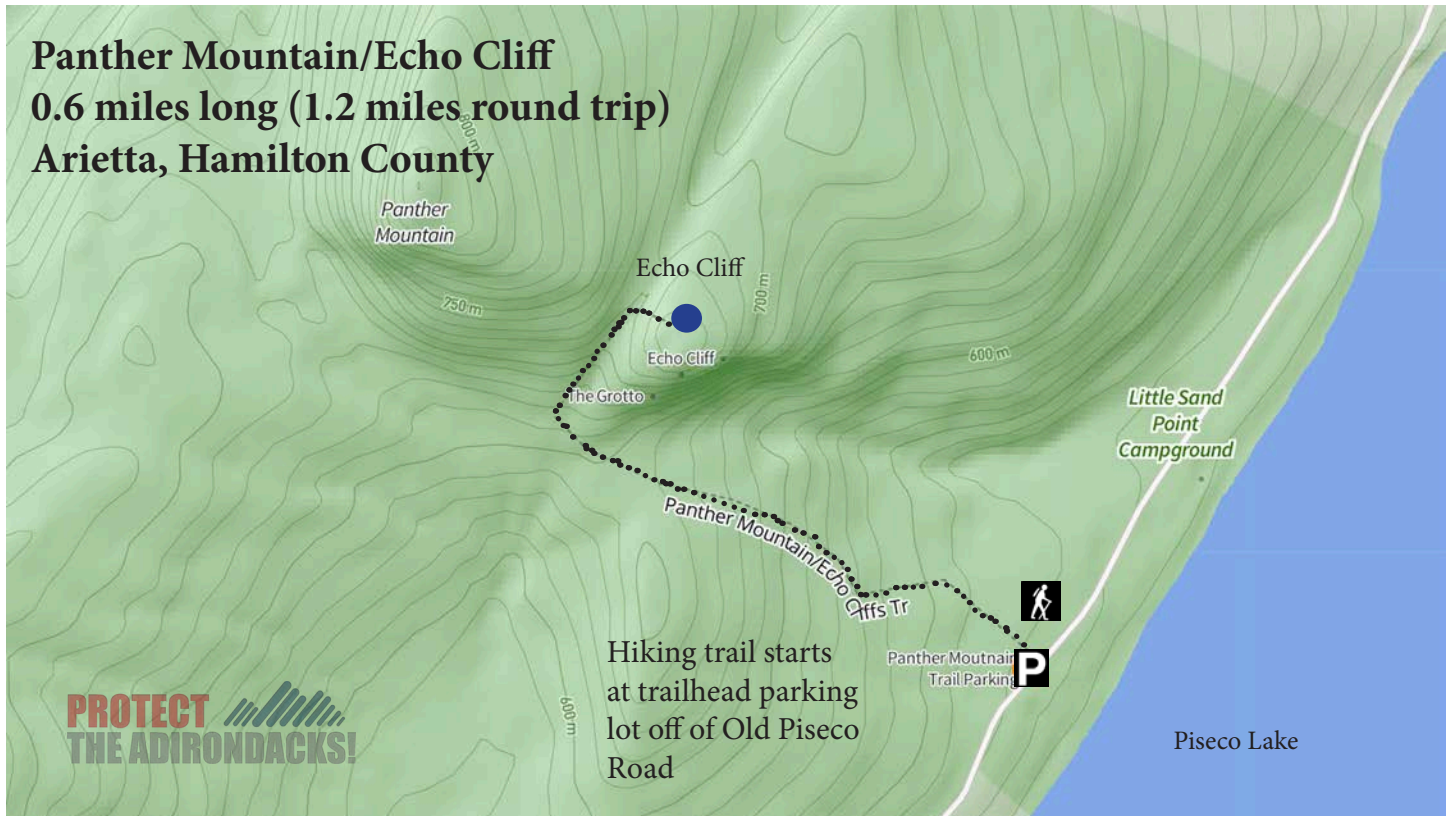 Panther Mountain/Echo Cliff
0.6 miles long (1.2 miles round trip)
Arietta, Hamilton County
800 m
Panther
Mountain
750 m
Echo Cliff
700 m
Echo Cliff
The Grotto
600 m
Little Sand
Point
Campground
Panther Mountain/Echo Cliffs Tr
Panther Moutnain
Trail Parking
P
Hiking trail starts
at trailhead parking
lot off of Old Piseco
Road
600 m
Piseco Lake
PROTECT
THE ADIRONDACKS!